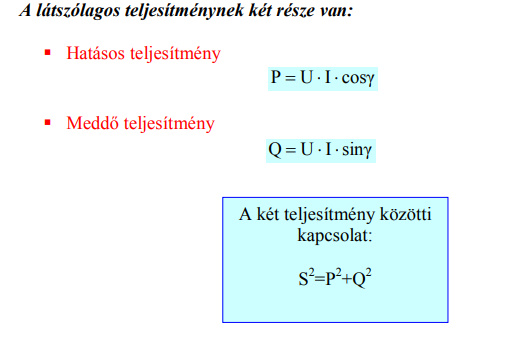 A látszólagos teljesítménynek két része van:
▪ Hatásos teljesítmény
P = U · I · cosγ
▪ Meddő teljesítmény
Q = U · I · sinγ
A két teljesítmény közötti
kapcsolat:
S²=P²+Q²